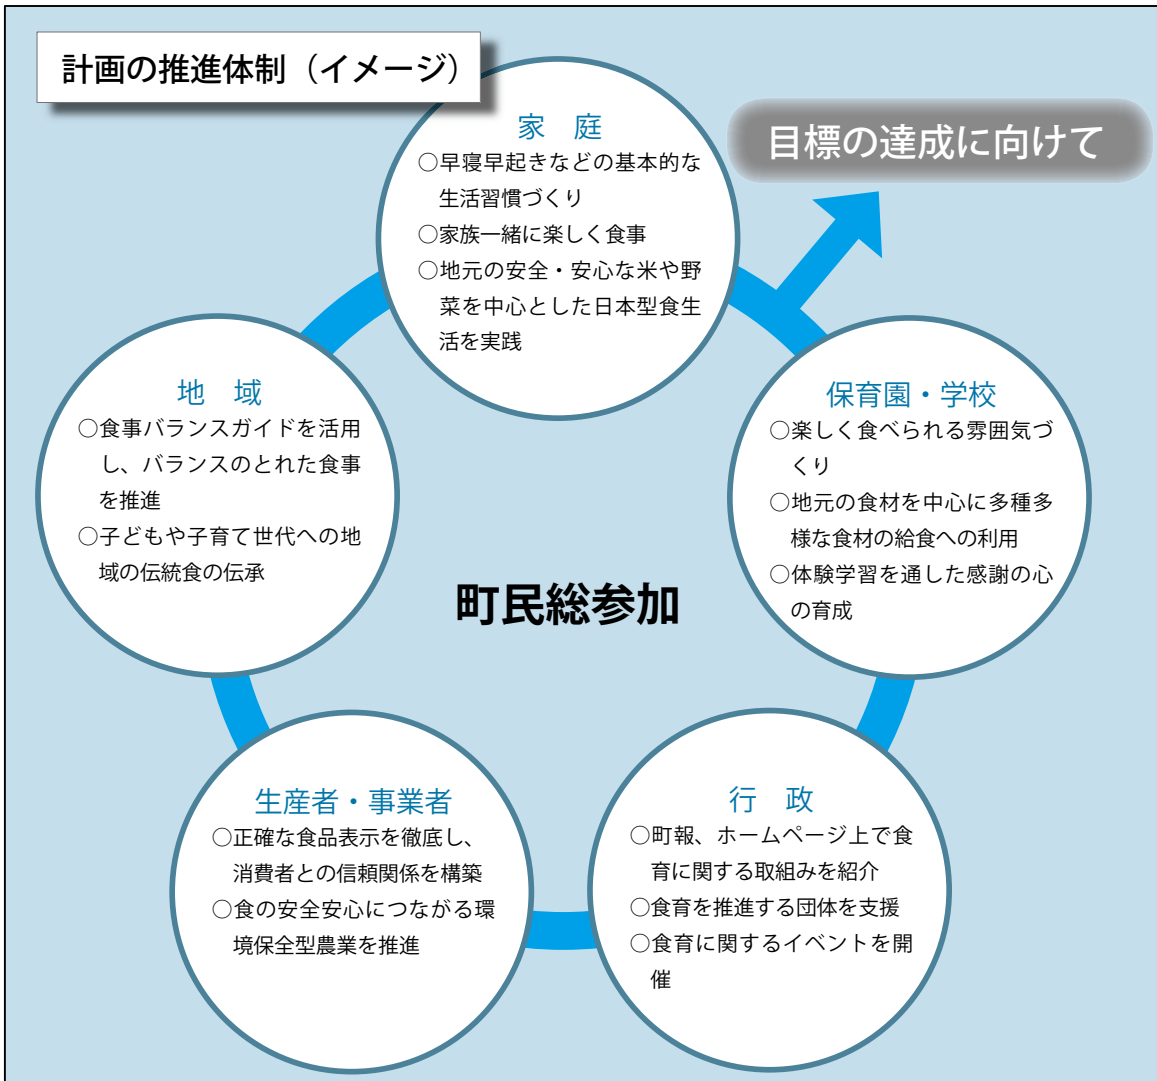 計画の推進体制（イメージ）
目標の達成に向けて
家　庭
○早寝早起きなどの基本的な
生活習慣づくり
○家族一緒に楽しく食事
○地元の安全・安心な米や野
菜を中心とした日本型食生
活を実践
地　域
○食事バランスガイドを活用
し、バランスのとれた食事
を推進
○子どもや子育て世代への地
域の伝統食の伝承
保育園・学校
○楽しく食べられる雰囲気づ
くり
○地元の食材を中心に多種多
様な食材の給食への利用
○体験学習を通した感謝の心
の育成
町民総参加
生産者・事業者
○正確な食品表示を徹底し、
消費者との信頼関係を構築
○食の安全安心につながる環
境保全型農業を推進
行　政
○町報、ホームページ上で食
育に関する取組みを紹介
○食育を推進する団体を支援
○食育に関するイベントを開
催